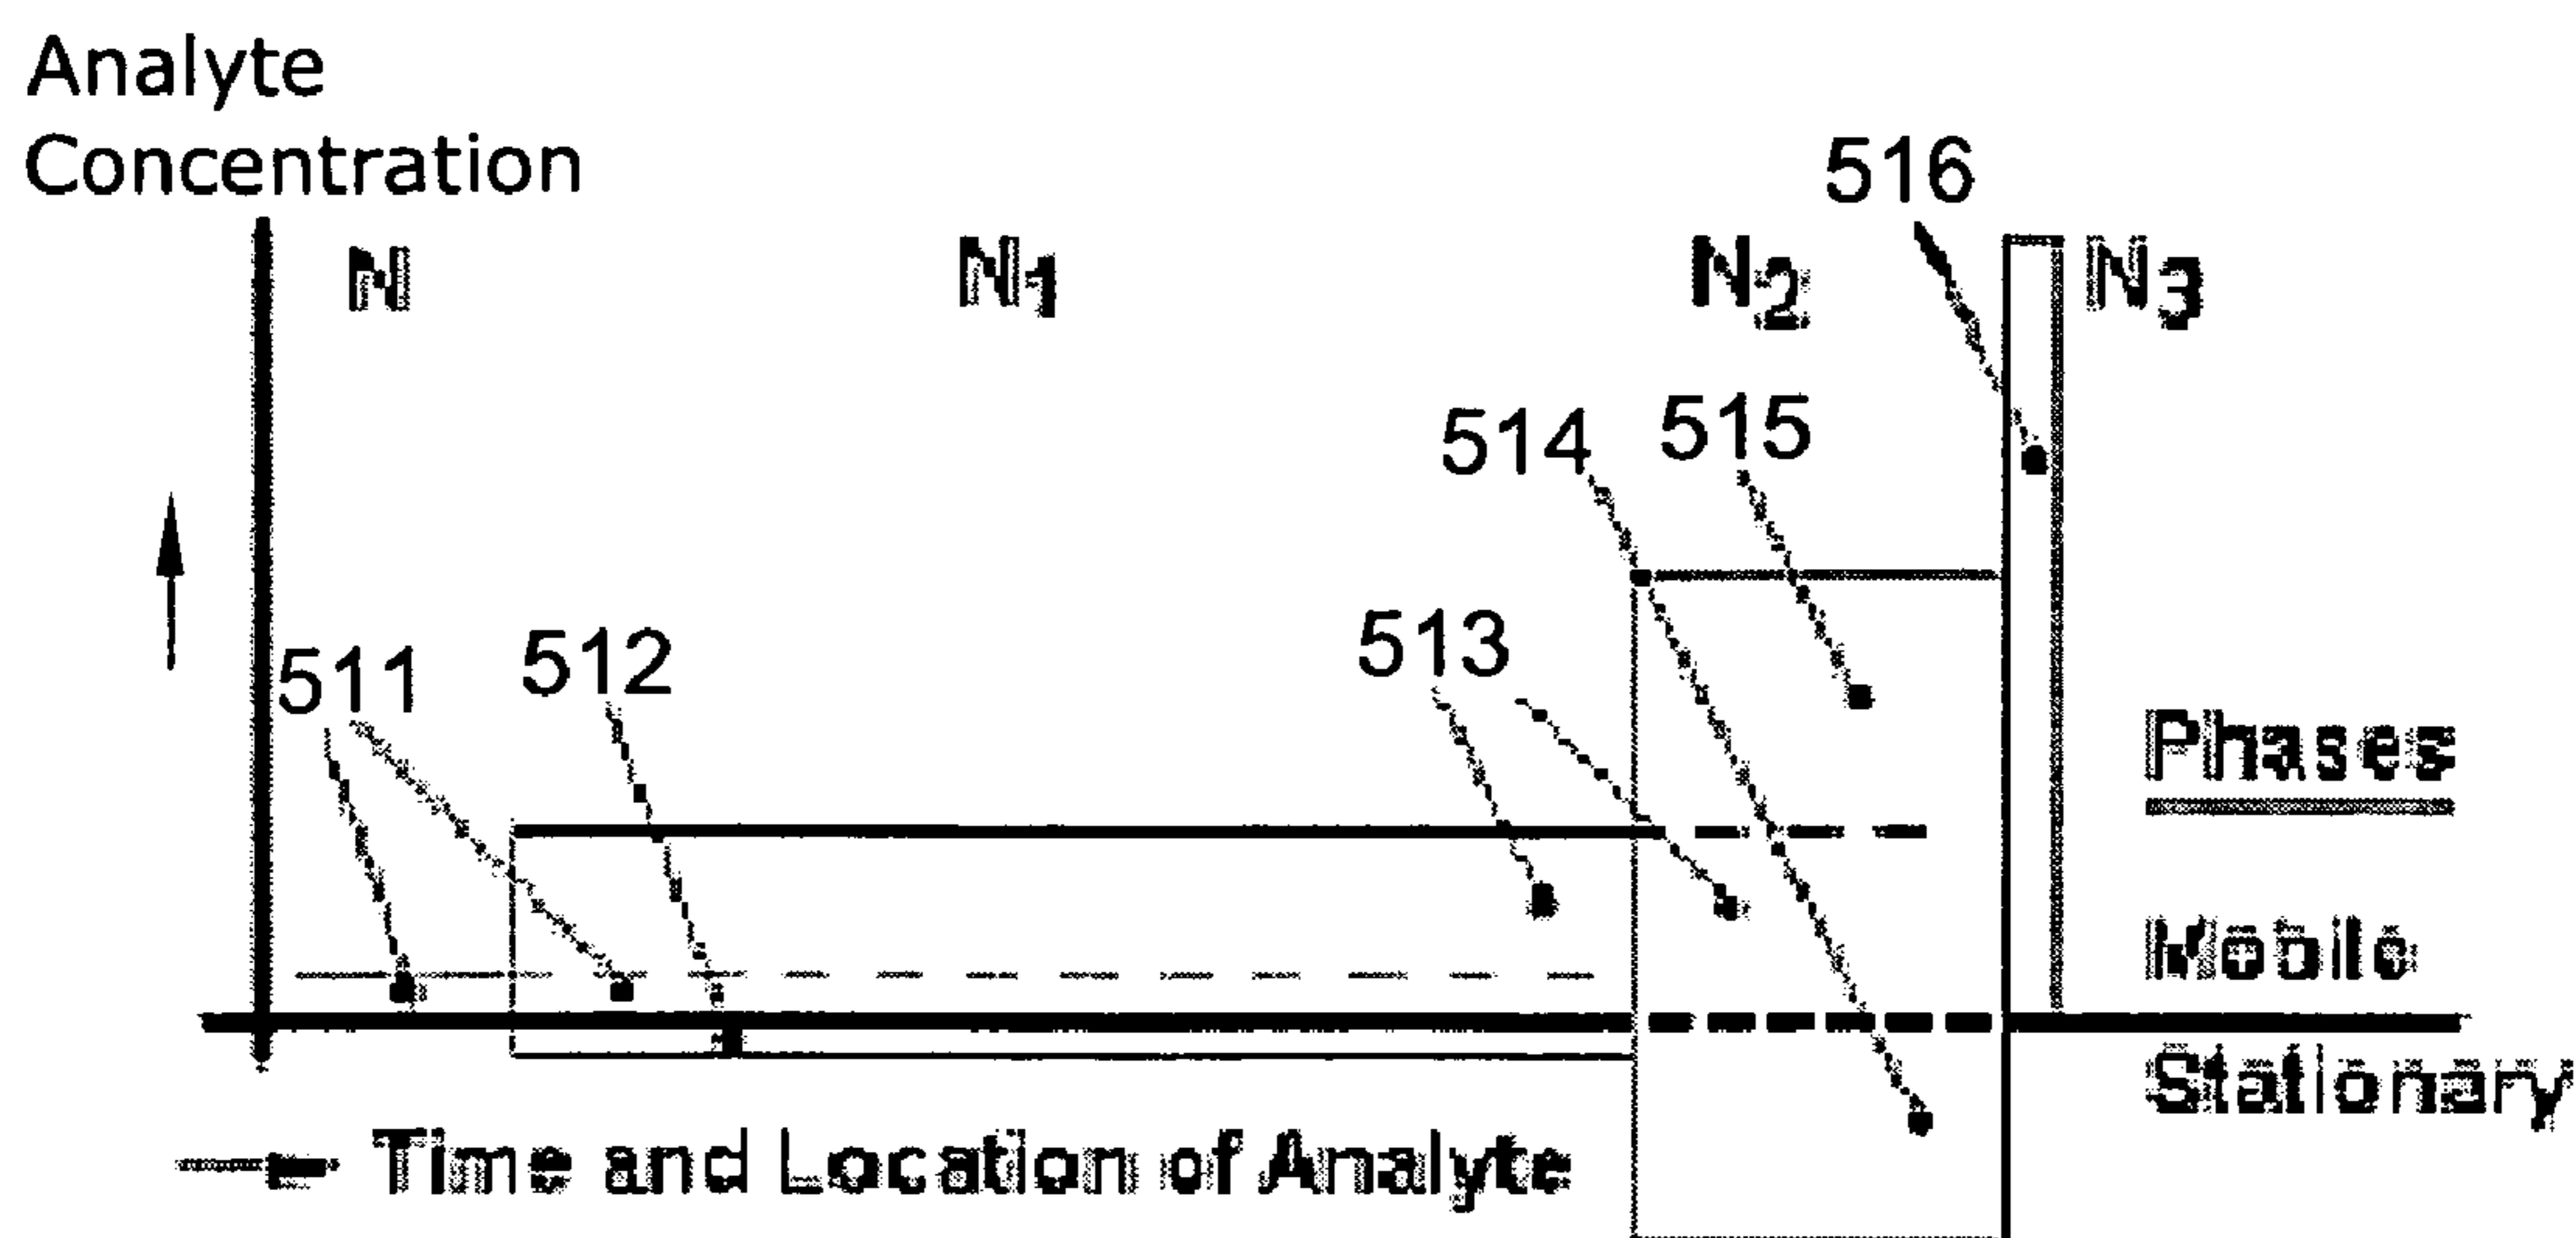 Analyte
Concentration
516
N N1 N2 N3
514 515
513
512
511
Phases
Mobile
Stationary
Time and Location of Analyte